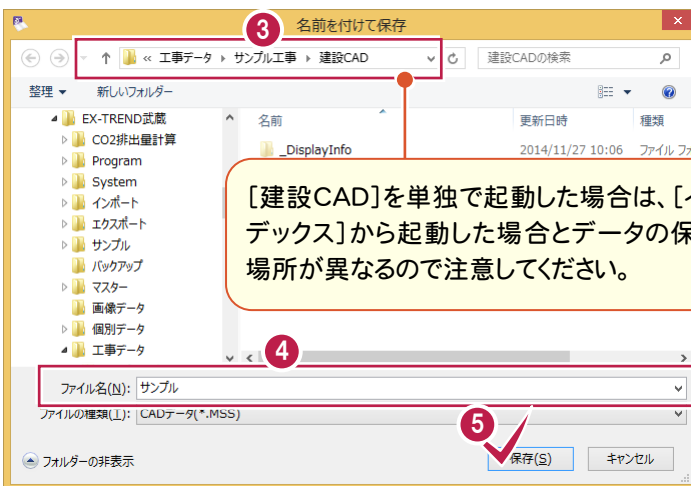 名前を付けて保存
3
« 工事データ ▸ サンプル工事 ▸ 建設CAD
建設CADの検索
整理 ▼ 新しいフォルダー
EX-TREND武蔵
CO2排出量計算
Program
System
インポート
エクスポート
サンプル
バックアップ
マスター
画像データ
個別データ
工事データ
名前 更新日時 種類
_DisplayInfo 2014/11/27 10:06 ファイル フォ
[建設CAD]を単独で起動した場合は、[イ
デックス]から起動した場合とデータの保
場所が異なるので注意してください。
4
ファイル名(N): サンプル
ファイルの種類(T): CADデータ(*.MSS)
5
フォルダーの非表示
保存(S) キャンセル